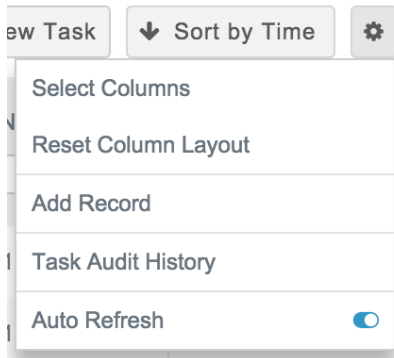 ew Task
Sort by Time
Select Columns
Reset Column Layout
Add Record
Task Audit History
Auto Refresh